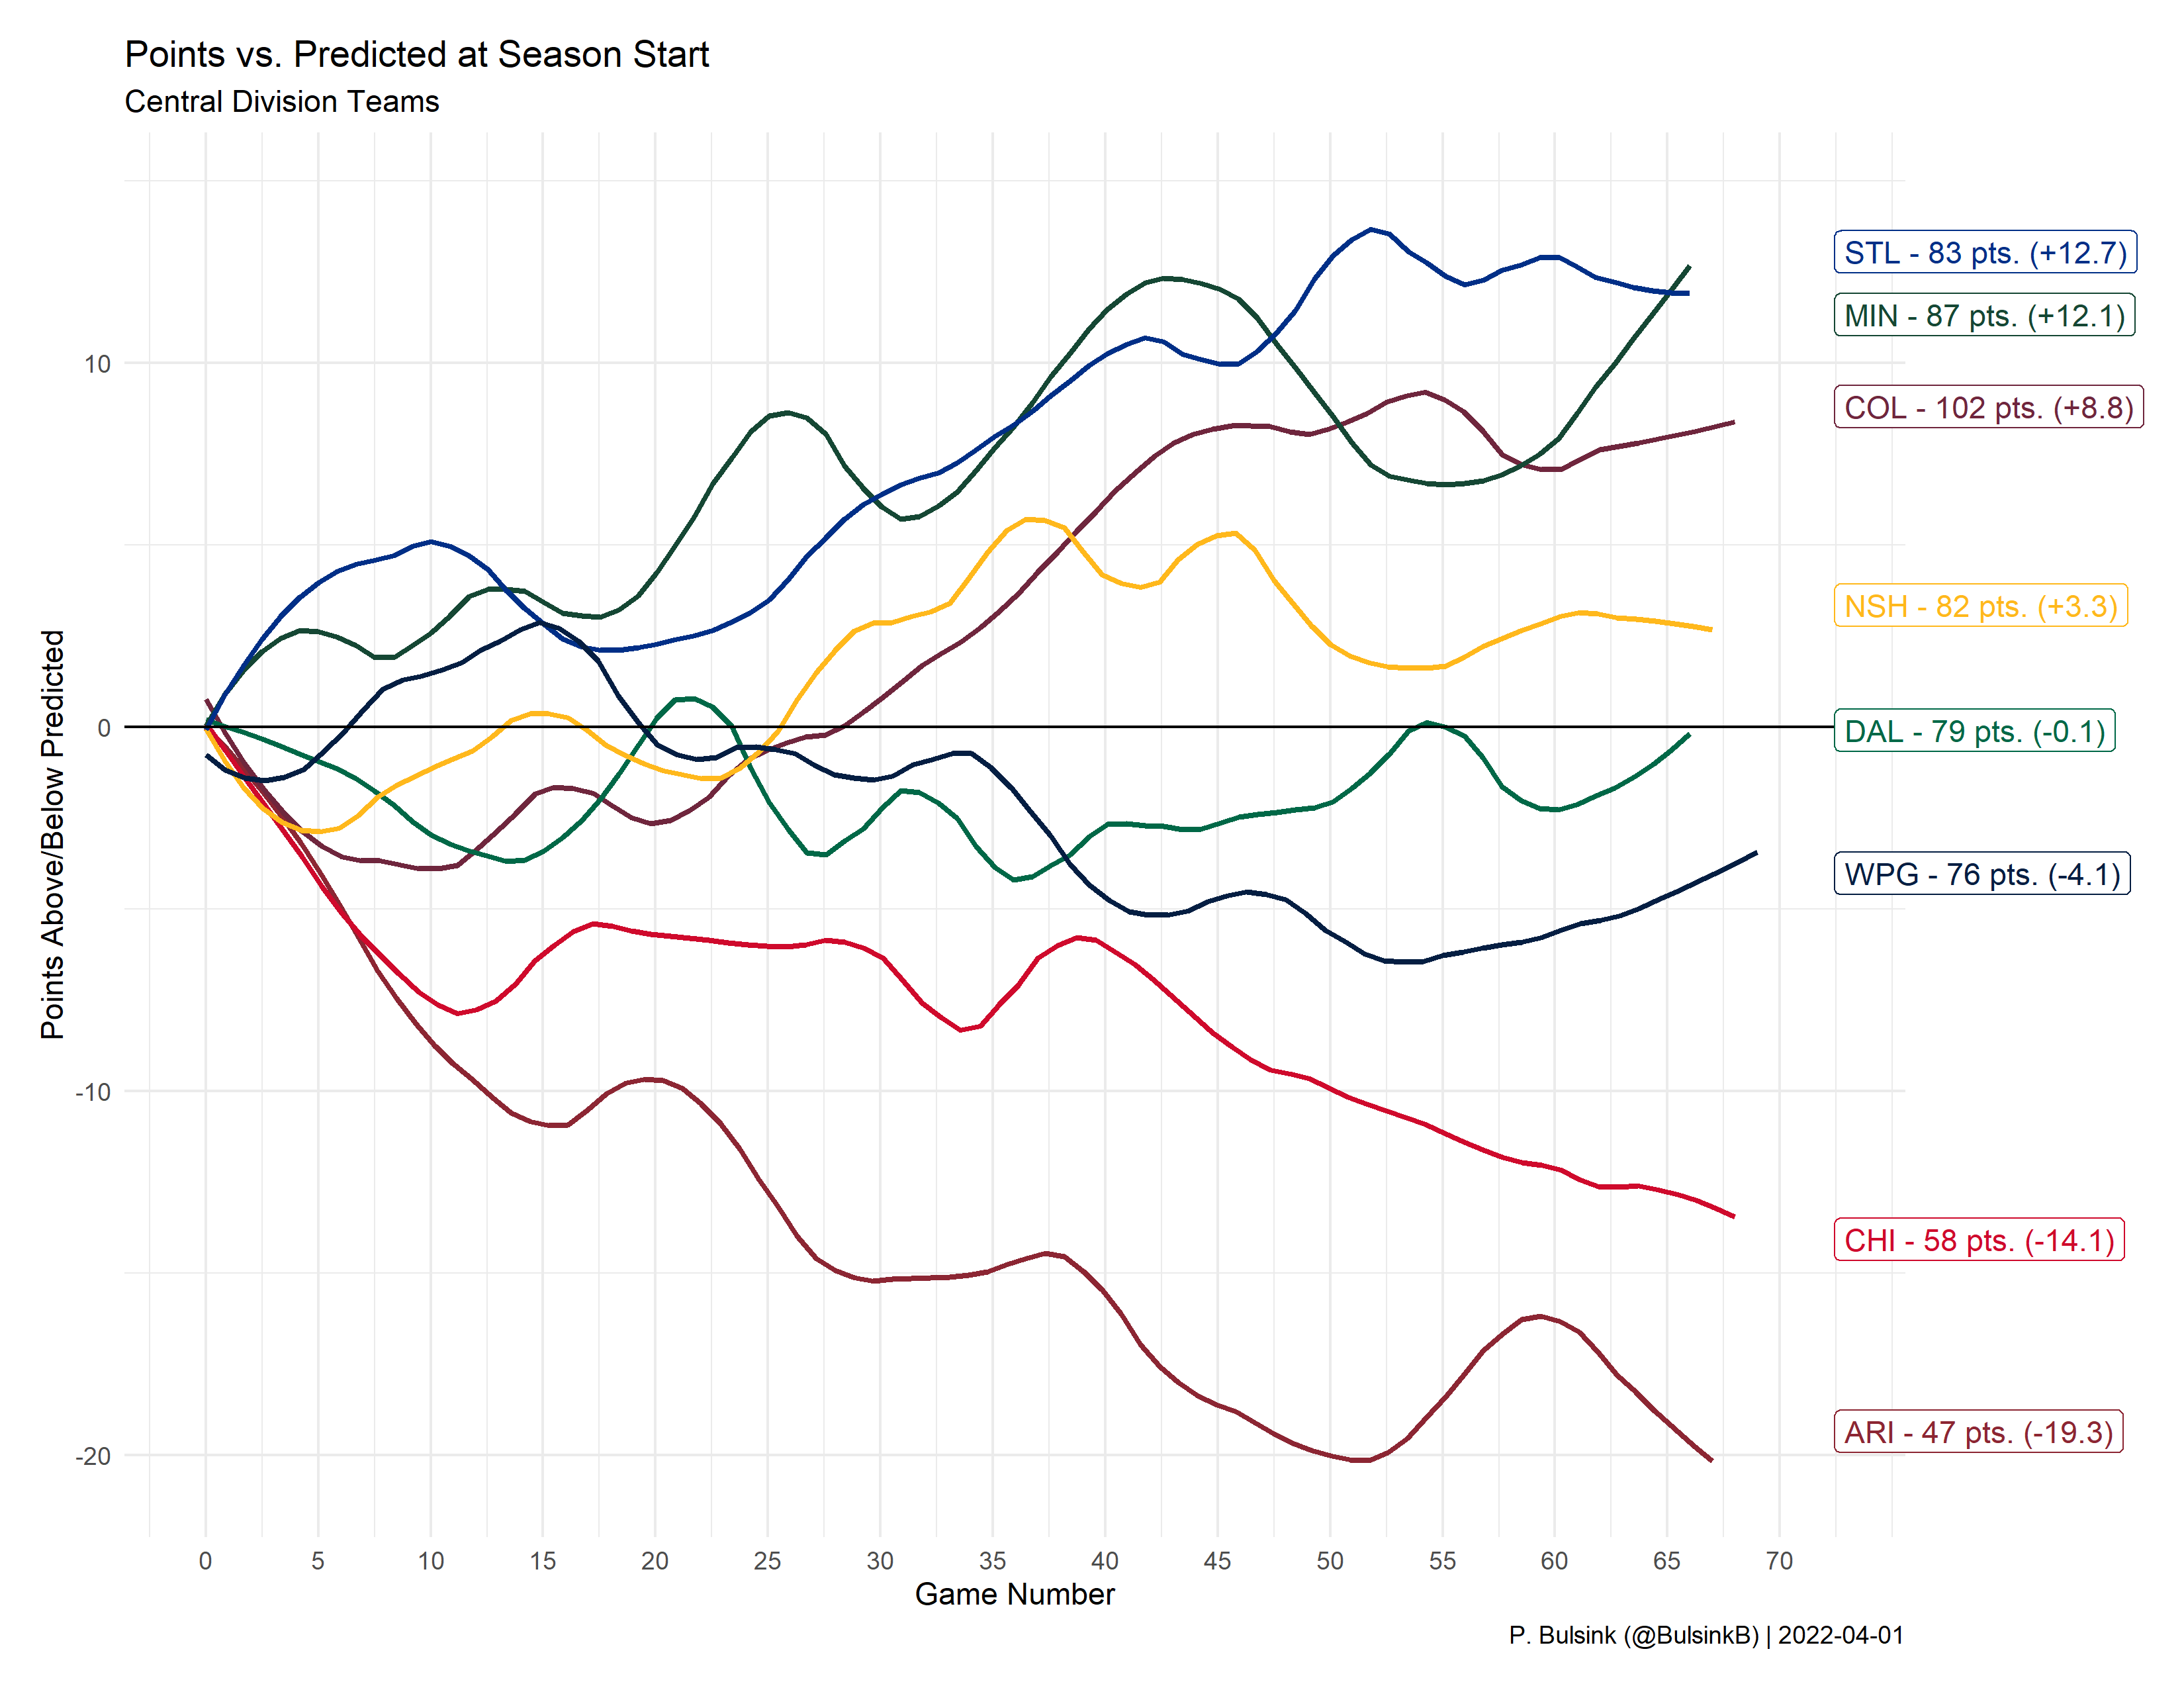 Points vs. Predicted at Season Start
Central Division Teams
Points Above/Below Predicted
10
0
-10
-20
STL - 83 pts. (+12.7)
MIN - 87 pts. (+12.1)
COL - 102 pts. (+8.8)
NSH - 82 pts. (+3.3)
DAL - 79 pts. (-0.1)
WPG - 76 pts. (-4.1)
CHI - 58 pts. (-14.1)
ARI - 47 pts. (-19.3)
0 5 10 15 20 25 30 35 40 45 50 55 60 65 70
Game Number
P. Bulsink (@BulsinkB) | 2022-04-01